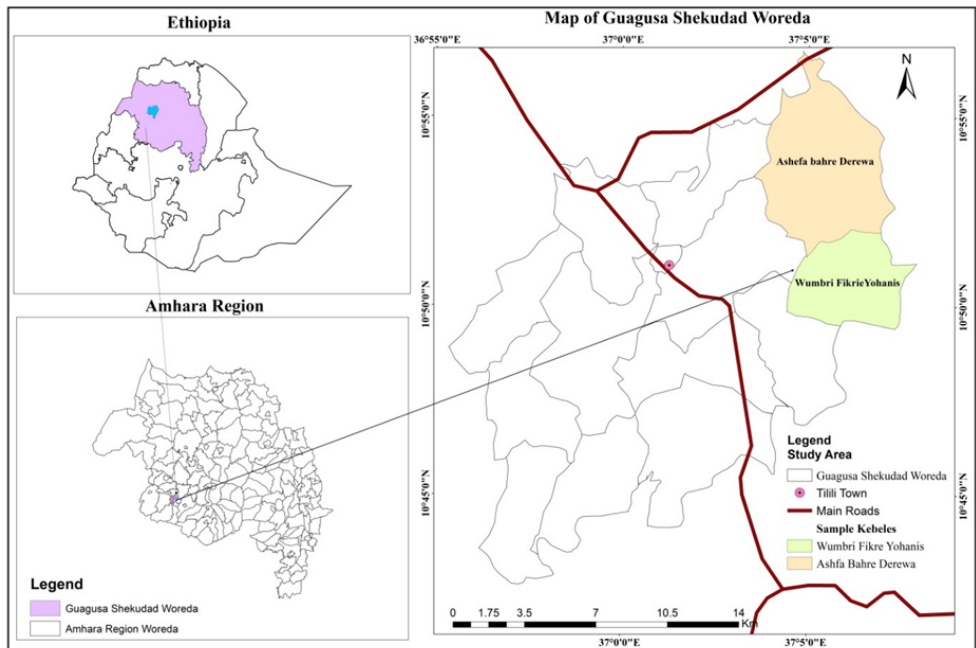 Ethiopia
Map of Guagusa Shekudad Woreda
36°55'0"E
37°0'0"E
37°5'0"E
N
10°55'0"N
10°55'0"N
Ashefa bahre Derewa
Wumbri FikrieYohanis
10°50'0"N
10°50'0"N
Amhara Region
10°45'0"N
10°45'0"N
Legend
Study Area
Guagusa Shekudad Woreda
Tilili Town
Main Roads
Sample Kebeles
Wumbri Fikre Yohanis
Ashfa Bahre Derewa
Legend
Guagusa Shekudad Woreda
Amhara Region Woreda
0 1.75 3.5 7 10.5 14
Km
37°0'0"E
37°5'0"E